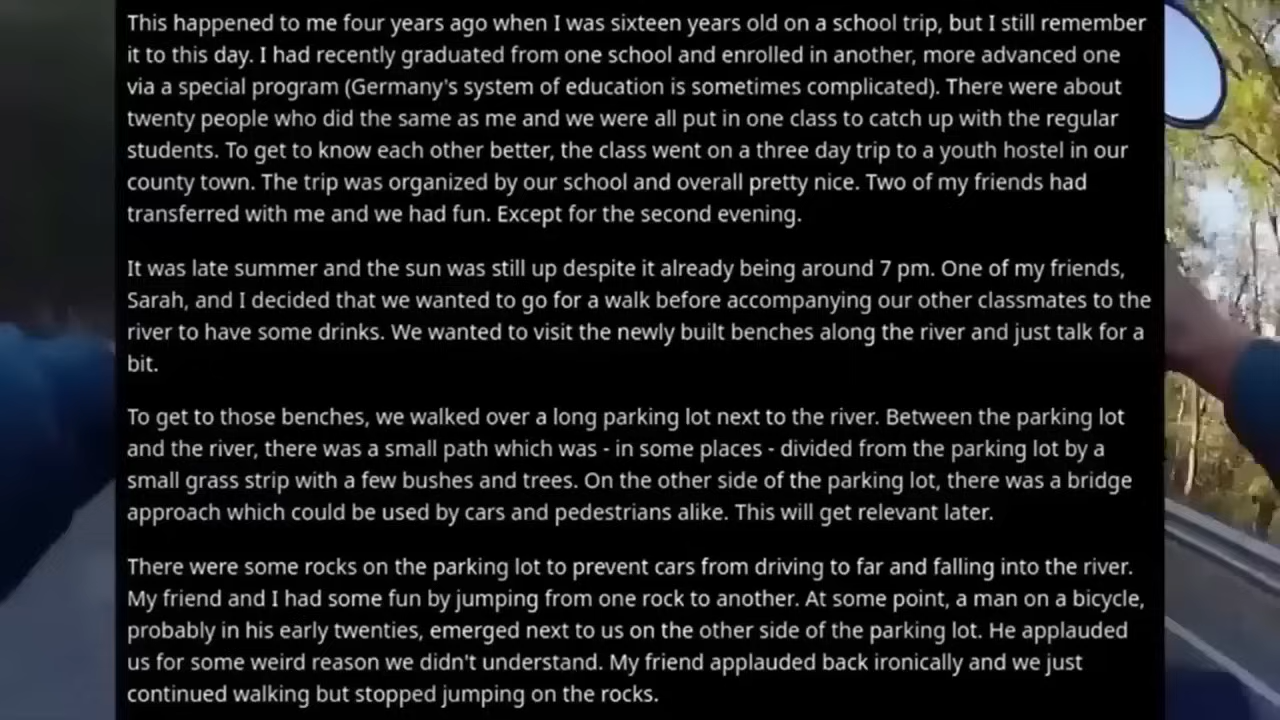 This happened to me four years ago when I was sixteen years old on a school trip, but I still remember
it to this day. I had recently graduated from one school and enrolled in another, more advanced one
via a special program (Germany's system of education is sometimes complicated). There were about
twenty people who did the same as me and we were all put in one class to catch up with the regular
students. To get to know each other better, the class went on a three day trip to a youth hostel in our
county town. The trip was organized by our school and overall pretty nice. Two of my friends had
transferred with me and we had fun. Except for the second evening.
It was late summer and the sun was still up despite it already being around 7 pm. One of my friends,
Sarah, and I decided that we wanted to go for a walk before accompanying our other classmates to the
river to have some drinks. We wanted to visit the newly built benches along the river and just talk for a
bit.
To get to those benches, we walked over a long parking lot next to the river. Between the parking lot
and the river, there was a small path which was - in some places - divided from the parking lot by a
small grass strip with a few bushes and trees. On the other side of the parking lot, there was a bridge
approach which could be used by cars and pedestrians alike. This will get relevant later.
There were some rocks on the parking lot to prevent cars from driving to far and falling into the river.
My friend and I had some fun by jumping from one rock to another. At some point, a man on a bicycle,
probably in his early twenties, emerged next to us on the other side of the parking lot. He applauded
us for some weird reason we didn't understand. My friend applauded back ironically and we just
continued walking but stopped jumping on the rocks.